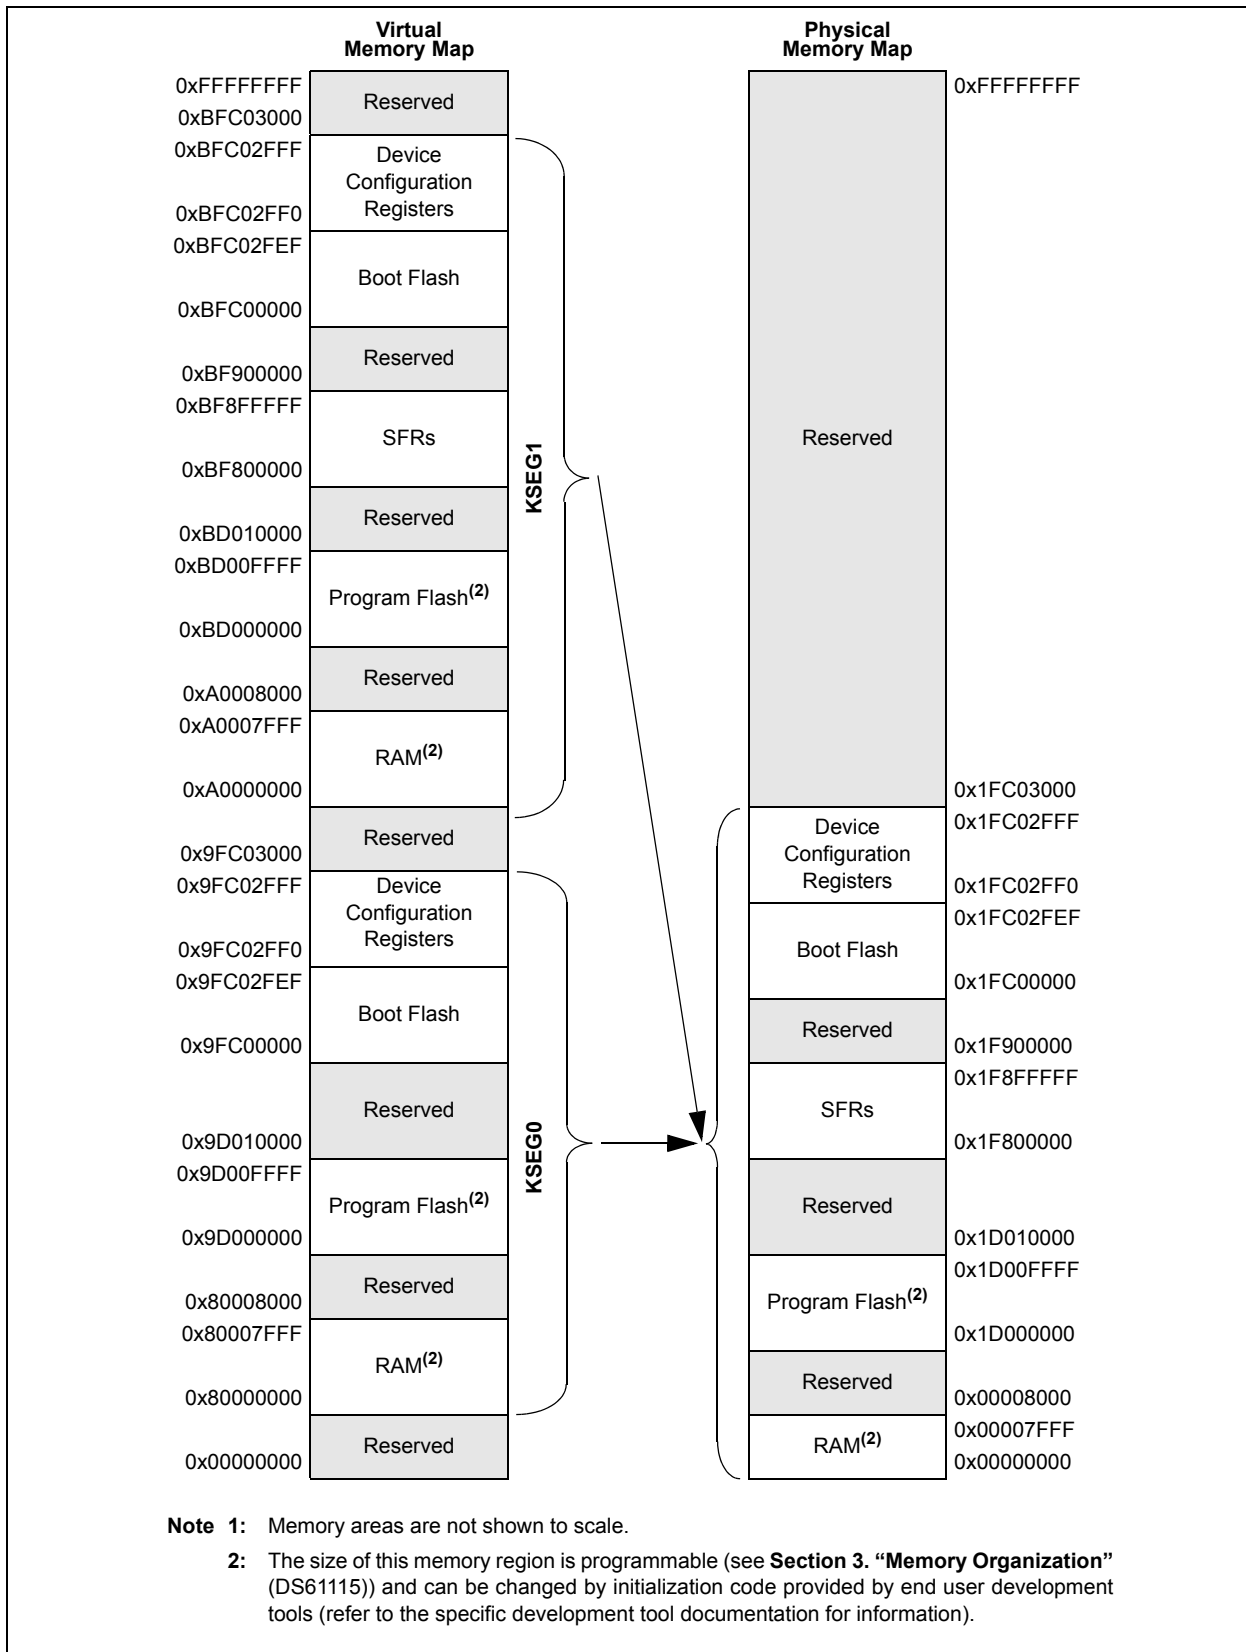 Virtual
Memory Map
0xFFFFFFFF
Reserved
0xBFC03000
0xBFC02FFF
Device
Configuration
Registers
0xBFC02FF0
0xBFC02FEF
Boot Flash
0xBFC00000
Reserved
0xBF900000
0xBF8FFFFF
SFRs
0xBF800000
Reserved
0xBD010000
0xBD00FFFF
Program Flash(2)
0xBD000000
Reserved
0xA0008000
0xA0007FFF
RAM(2)
0xA0000000
Reserved
0x9FC03000
0x9FC02FFF
Device
Configuration
Registers
0x9FC02FF0
0x9FC02FEF
Boot Flash
0x9FC00000
Reserved
0x9D010000
0x9D00FFFF
Program Flash(2)
0x9D000000
Reserved
0x80008000
0x80007FFF
RAM(2)
0x80000000
Reserved
0x00000000
KSEG1
KSEG0
Physical
Memory Map
0xFFFFFFFF
Reserved
0x1FC03000
0x1FC02FFF
Device
Configuration
Registers
0x1FC02FF0
0x1FC02FEF
Boot Flash
0x1FC00000
Reserved
0x1F900000
0x1F8FFFFF
SFRs
0x1F800000
Reserved
0x1D010000
0x1D00FFFF
Program Flash(2)
0x1D000000
Reserved
0x00008000
0x00007FFF
RAM(2)
0x00000000
Note 1: Memory areas are not shown to scale.
2: The size of this memory region is programmable (see Section 3. “Memory Organization”
(DS61115)) and can be changed by initialization code provided by end user development
tools (refer to the specific development tool documentation for information).